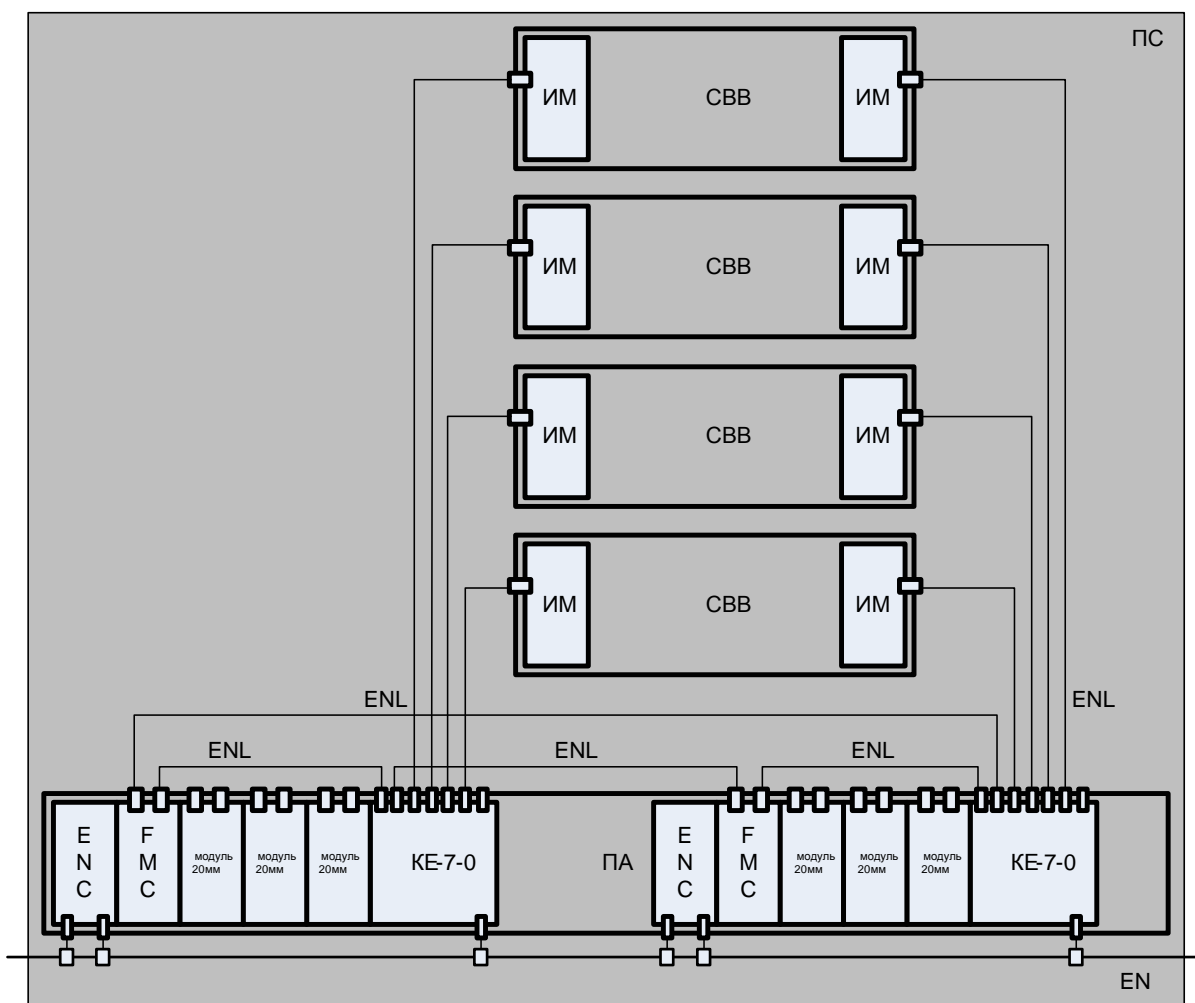 ПС
ИМ СВВ ИМ
ИМ СВВ ИМ
ИМ СВВ ИМ
ИМ СВВ ИМ
ENL ENL
ENL ENL ENL
E
N
C
F
M
C
модуль
20мм
модуль
20мм
модуль
20мм
КЕ-7-0
ПА
E
N
C
F
M
C
модуль
20мм
модуль
20мм
модуль
20мм
КЕ-7-0
EN